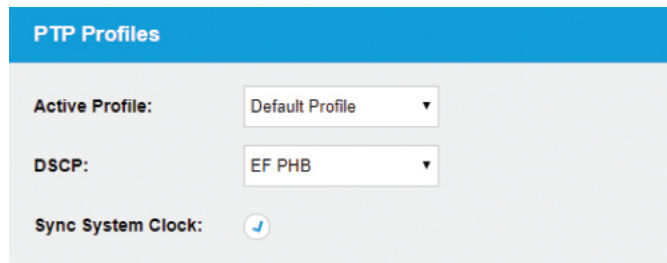 PTP Profiles
Active Profile: Default Profile
DSCP: EF PHB
Sync System Clock: